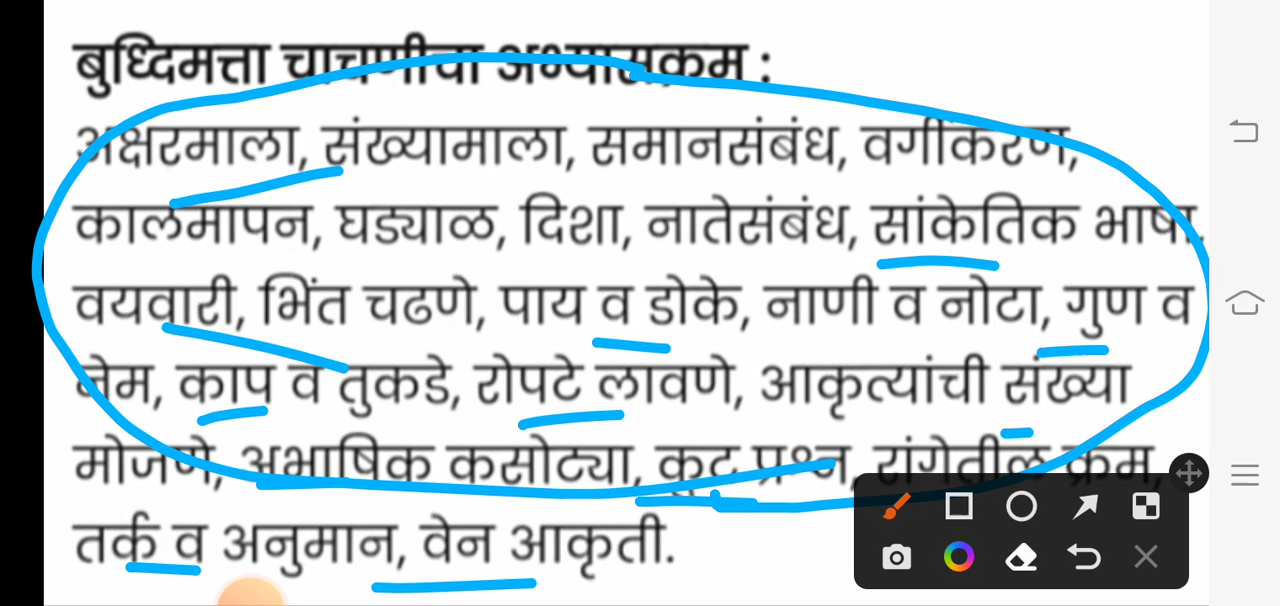 बुध्दिमत्ता चाचणीचा अभ्यासक्रम :
अक्षरमाला, संख्यामाला, समानसंबंध, वर्गीकरण,
कालमापन, घड्याळ, दिशा, नातेसंबंध, सांकेतिक भाषा,
वयवारी, भिंत चढणे, पाय व डोके, नाणी व नोटा, गुण व
नेम, काप व तुकडे, रोपटे लावणे, आकृत्यांची संख्या
मोजणे, अभाषिक कसोट्या, कुट प्रश्न, रांगेतील क्रम,
तर्क व अनुमान, वेन आकृती.